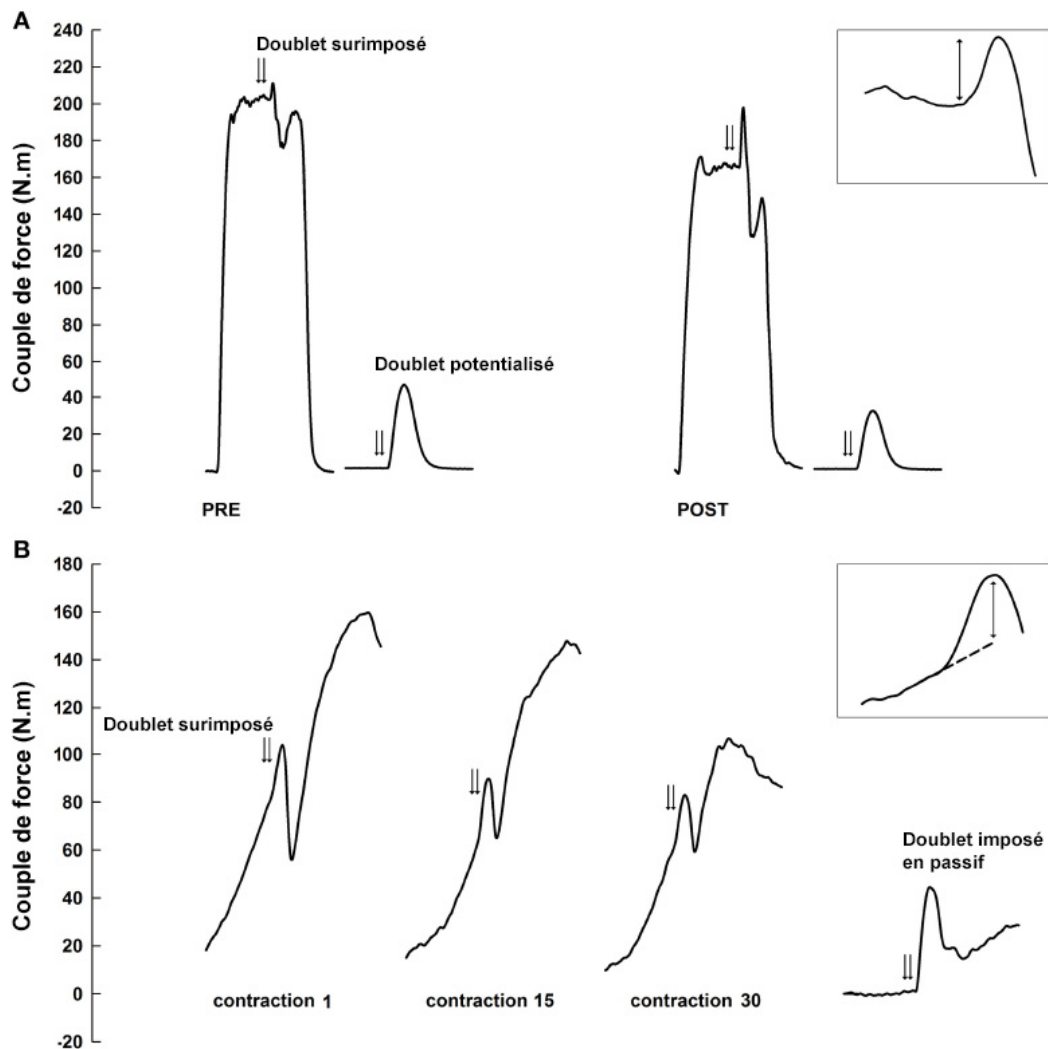 A
Couple de force (N.m)
240
220
200
180
160
140
120
100
80
60
40
20
0
-20
Doublet surimposé
Doublet potentialisé
PRE
POST
B
Couple de force (N.m)
180
160
140
120
100
80
60
40
20
0
-20
Doublet surimposé
Doublet imposé
en passif
contraction 1
contraction 15
contraction 30